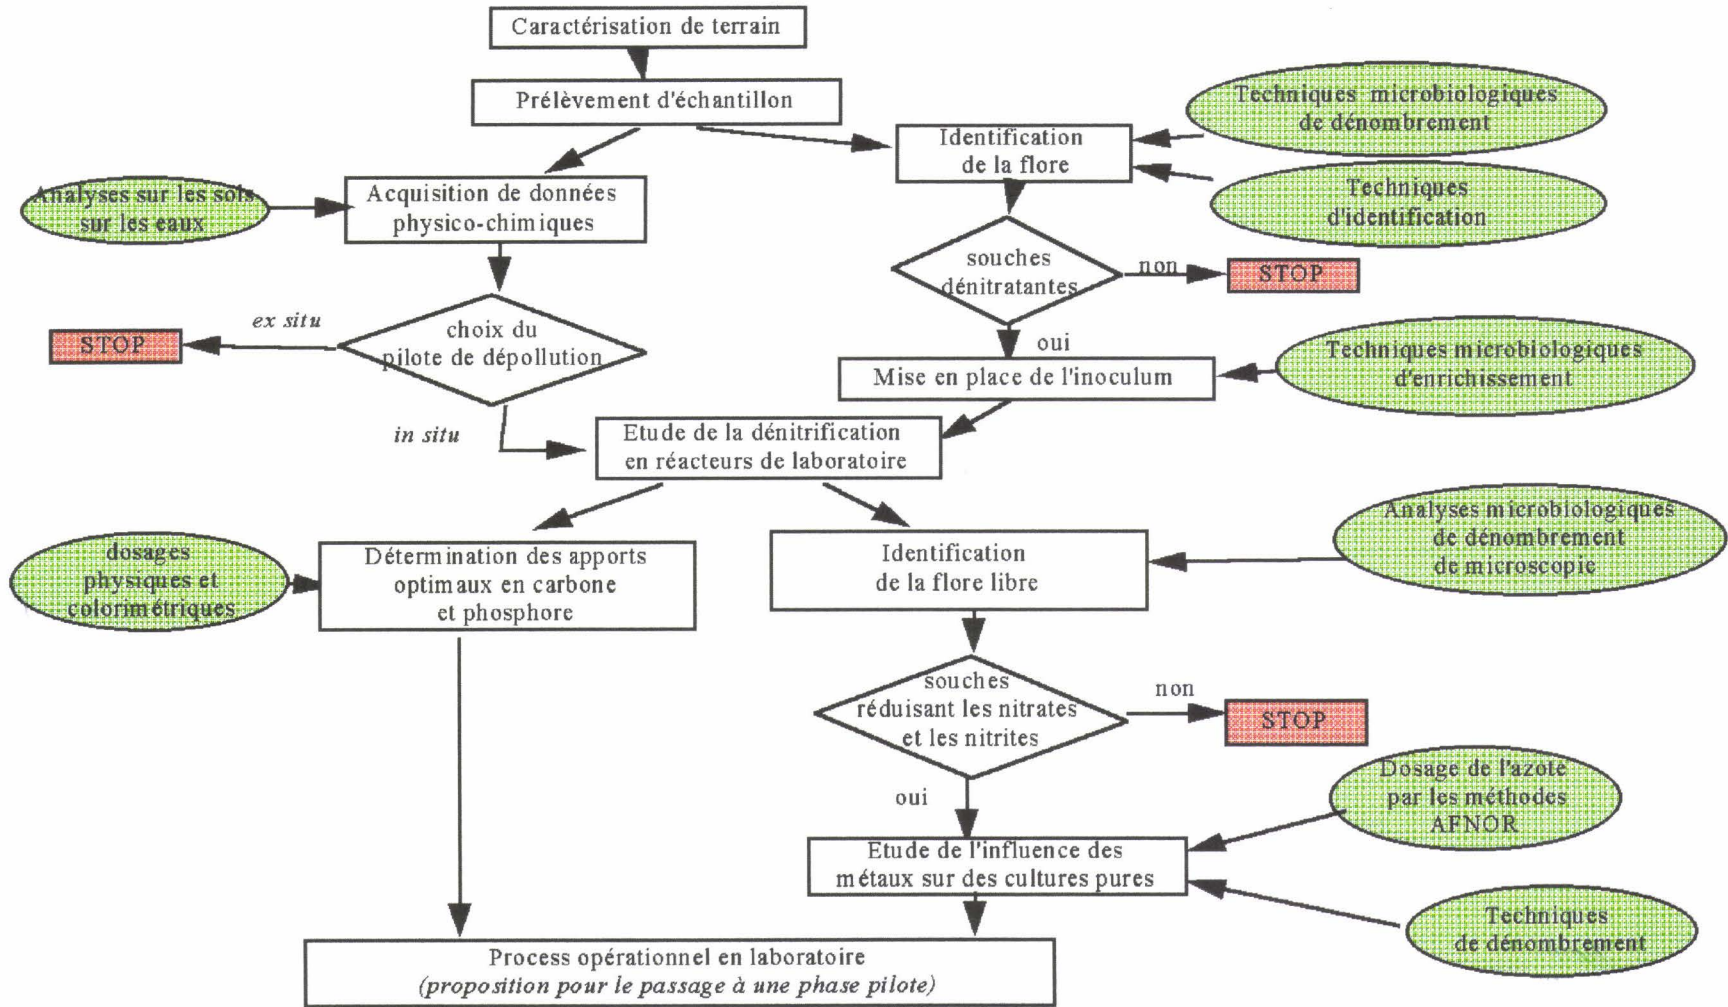 Caractérisation de terrain
Prélèvement d'échantillon
Techniques microbiologiques
de dénombrement
Identification
de la flore
Techniques
d'identification
Analyses sur les sols
sur les eaux
Acquisition de données
physico-chimiques
souches
dénitratantes
non
STOP
oui
choix du
pilote de dépollution
ex situ
STOP
in situ
Mise en place de l'inoculum
Techniques microbiologiques
d'enrichissement
Etude de la dénitrification
en réacteurs de laboratoire
dosages
physiques et
colorimétriques
Détermination des apports
optimaux en carbone
et phosphore
Identification
de la flore libre
Analyses microbiologiques
de dénombrement
de microscopie
souches
réduisant les nitrates
et les nitrites
non
STOP
oui
Dosage de l'azote
par les méthodes
AFNOR
Etude de l'influence des
métaux sur des cultures pures
Techniques
de dénombrement
Process opérationnel en laboratoire
(proposition pour le passage à une phase pilote)